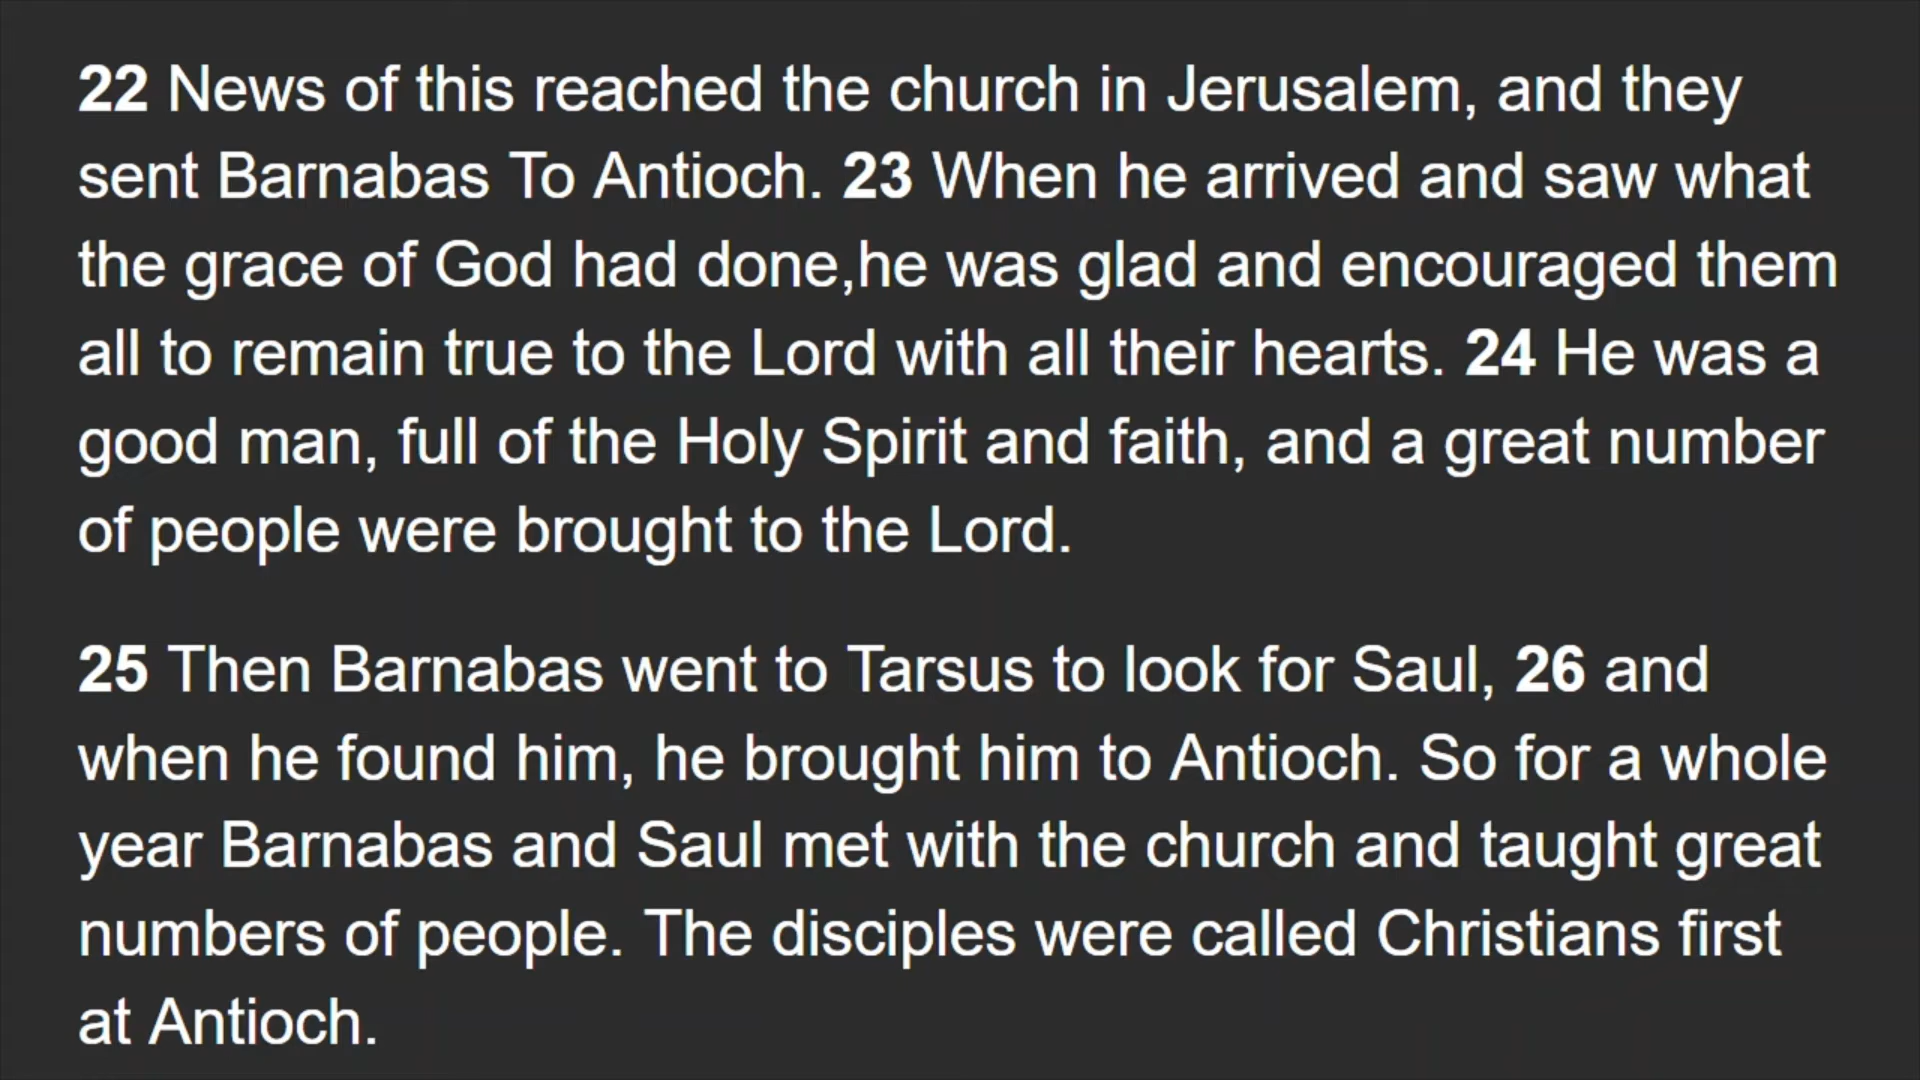 22 News of this reached the church in Jerusalem, and they
sent Barnabas To Antioch. 23 When he arrived and saw what
the grace of God had done,he was glad and encouraged them
all to remain true to the Lord with all their hearts. 24 He was a
good man, full of the Holy Spirit and faith, and a great number
of people were brought to the Lord.
25 Then Barnabas went to Tarsus to look for Saul, 26 and
when he found him, he brought him to Antioch. So for a whole
year Barnabas and Saul met with the church and taught great
numbers of people. The disciples were called Christians first
at Antioch.